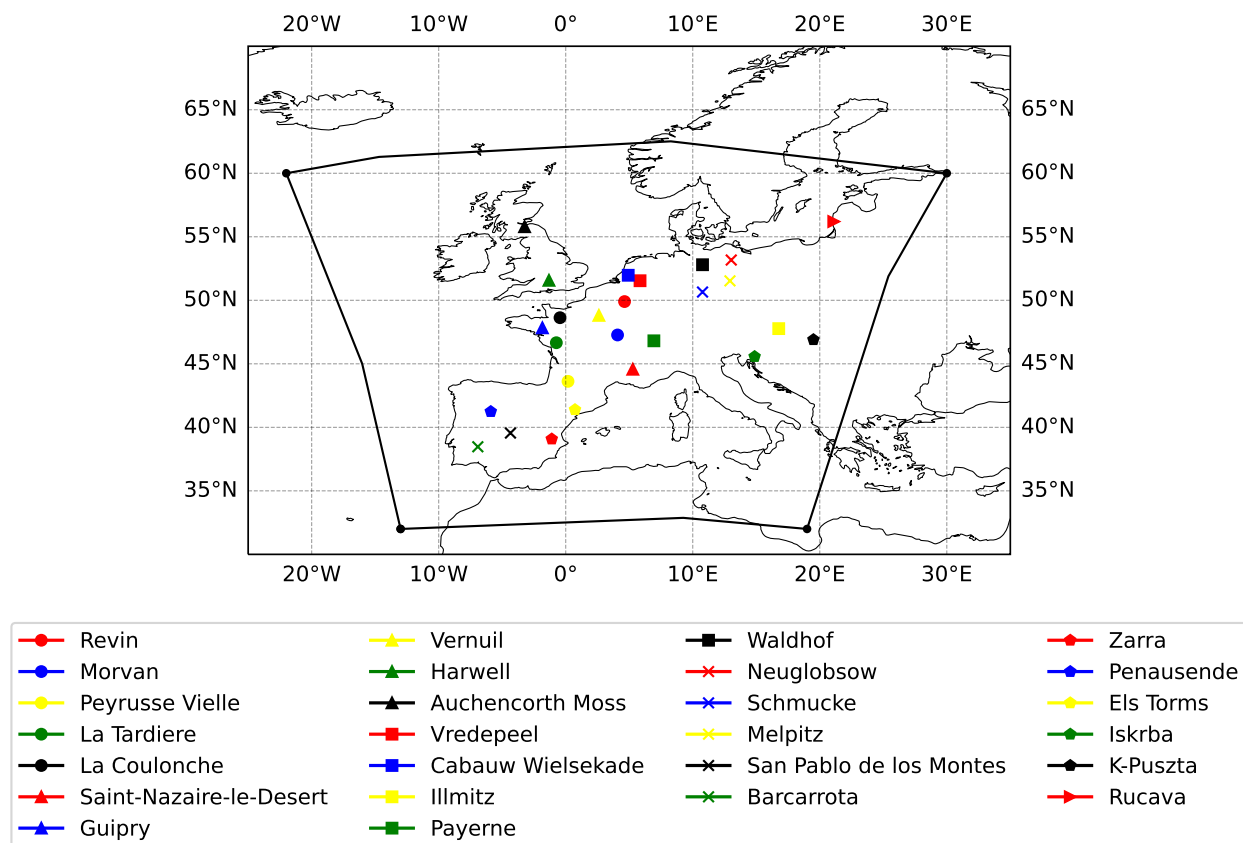 20°W 10°W 0° 10°E 20°E 30°E
65°N 65°N
60°N 60°N
55°N 55°N
50°N 50°N
45°N 45°N
40°N 40°N
35°N 35°N
20°W 10°W 0° 10°E 20°E 30°E
Revin
Morvan
Peyrusse Vielle
La Tardiere
La Coulonche
Saint-Nazaire-le-Desert
Guipry
Vernuil
Harwell
Auchencorth Moss
Vredepeel
Cabauw Wielsekade
Illmitz
Payerne
Waldhof
Neuglobsow
Schmucke
Melpitz
San Pablo de los Montes
Barcarrota
Zarra
Penausende
Els Torms
Iskrba
K-Puszta
Rucava